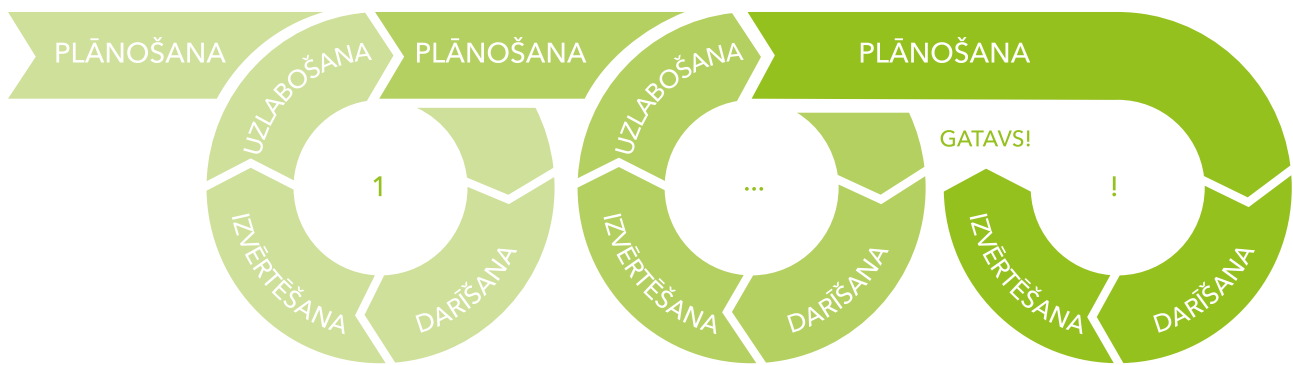 PLĀNOŠANA
UZLABOŠANA
PLĀNOŠANA
UZLABOŠANA
PLĀNOŠANA
GATAVS!
1
...
!
IZVĒRTĒŠANA
DARĪŠANA
IZVĒRTĒŠANA
DARĪŠANA
IZVĒRTĒŠANA
DARĪŠANA